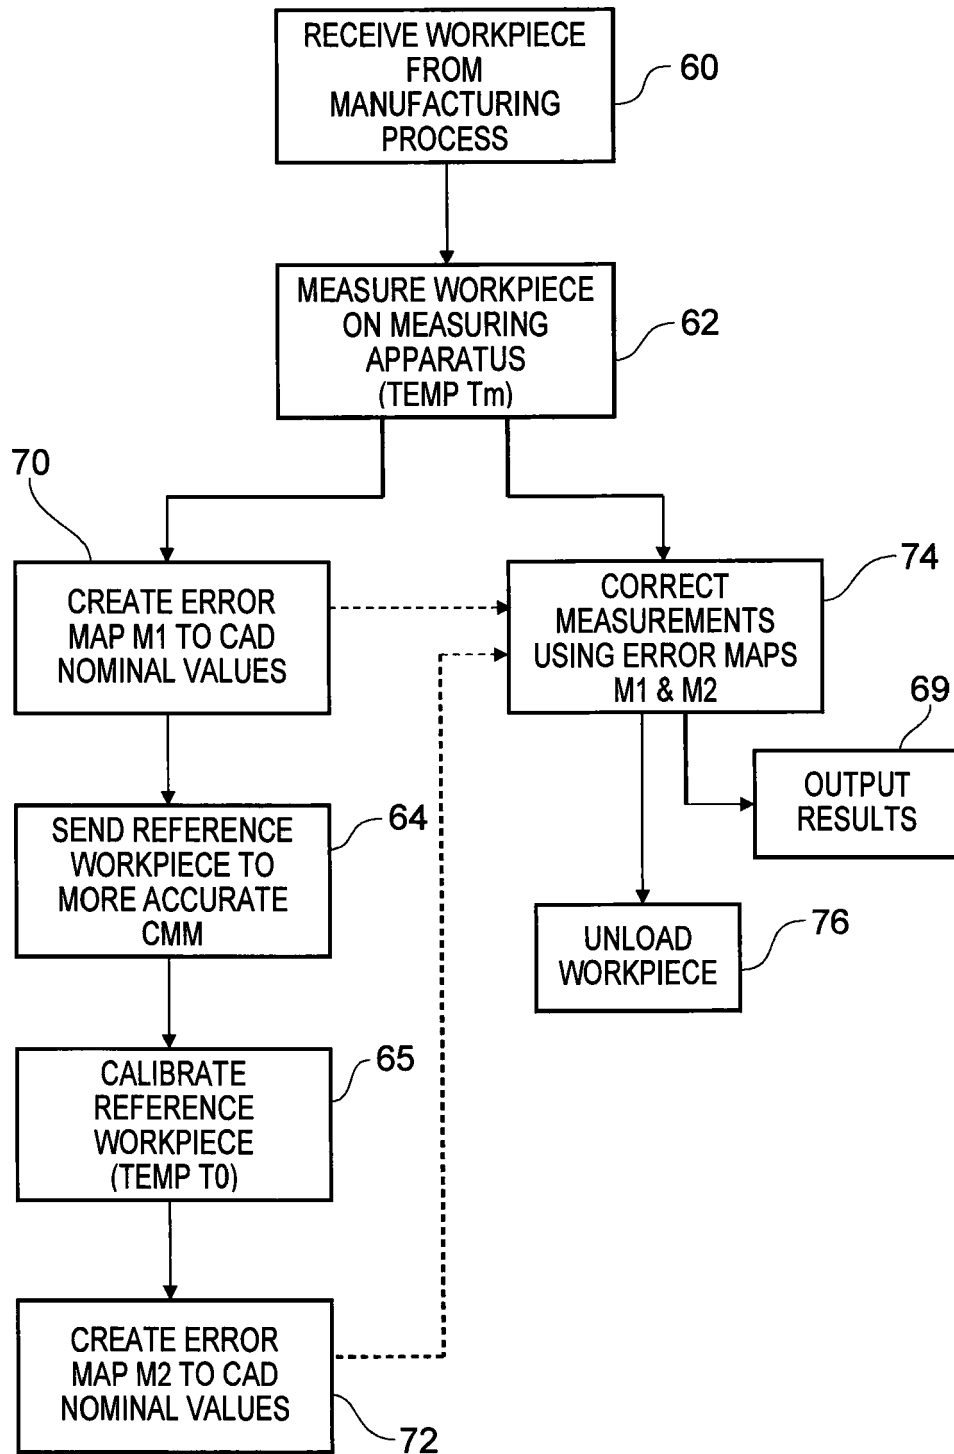 RECEIVE WORKPIECE
FROM
MANUFACTURING
PROCESS
60
MEASURE WORKPIECE
ON MEASURING
APPARATUS
(TEMP Tm)
62
70
CREATE ERROR
MAP M1 TO CAD
NOMINAL VALUES
74
CORRECT
MEASUREMENTS
USING ERROR MAPS
M1 & M2
69
OUTPUT
RESULTS
SEND REFERENCE
WORKPIECE TO
MORE ACCURATE
CMM
64
UNLOAD
WORKPIECE
76
CALIBRATE
REFERENCE
WORKPIECE
(TEMP T0)
65
CREATE ERROR
MAP M2 TO CAD
NOMINAL VALUES
72